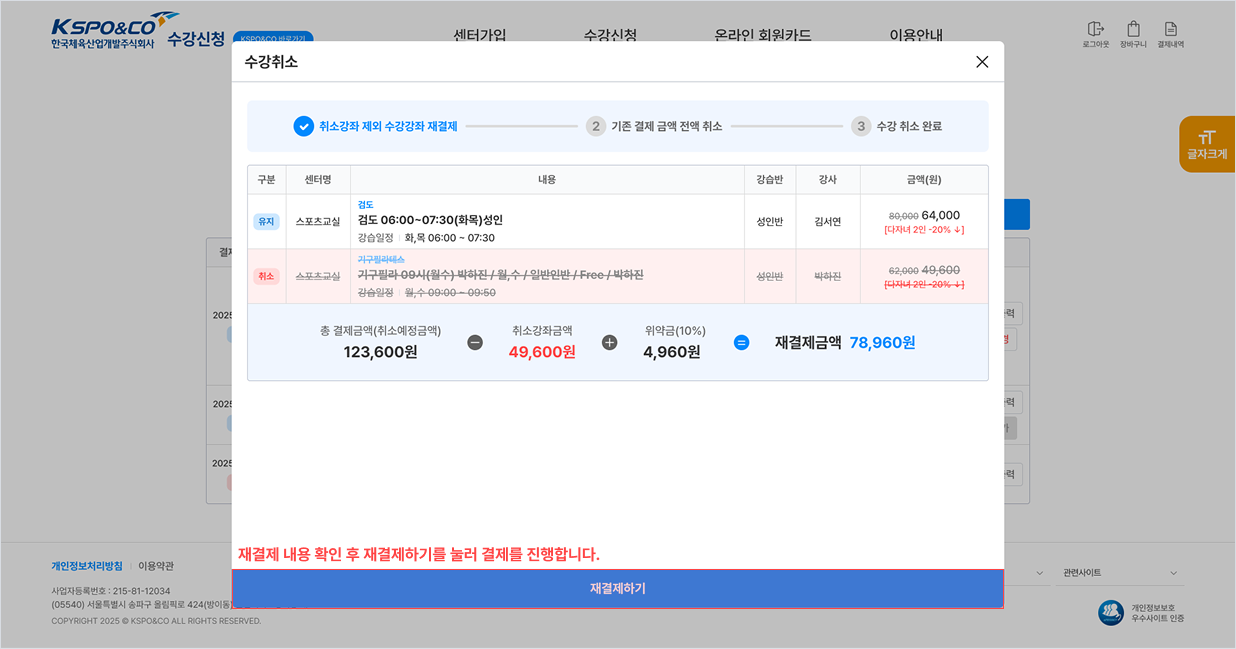 KSPO&CO
한국체육산업개발주식회사
수강신청
KSPO&CO 바로가기
센터가입
수강신청
온라인 회원카드
이용안내
로그아웃
장바구니
결제내역
TT
글자크게
수강취소
취소강좌 제외 수강강좌 재결제
2 기존 결제 금액 전액 취소
3 수강 취소 완료
구분 센터명 내용 강습반 강사 금액(원)
유지 스포츠교실
검도
검도 06:00~07:30(화목)성인
강습일정 화,목 06:00 ~ 07:30
성인반 김서연
80,000 64,000
[다자녀 2인 -20% ↓]
취소 스포츠교실
기구필라테스
기구필라 09시(월수) 박하진 / 월,수 / 일반인반 / Free / 박하진
강습일정 월,수 09:00 ~ 09:50
성인반 박하진
62,000 49,600
[다자녀 2인 -20% ↓]
총 결제금액(취소예정금액)
123,600원
−
취소강좌금액
49,600원
+
위약금(10%)
4,960원
=
재결제금액 78,960원
2025
2025
2025
재결제 내용 확인 후 재결제하기를 눌러 결제를 진행합니다.
재결제하기
개인정보처리방침 이용약관
사업자등록번호 : 215-81-12034
(05540) 서울특별시 송파구 올림픽로 424(방이동)
COPYRIGHT 2025 © KSPO&CO ALL RIGHTS RESERVED.
관련사이트
개인정보보호
우수사이트 인증